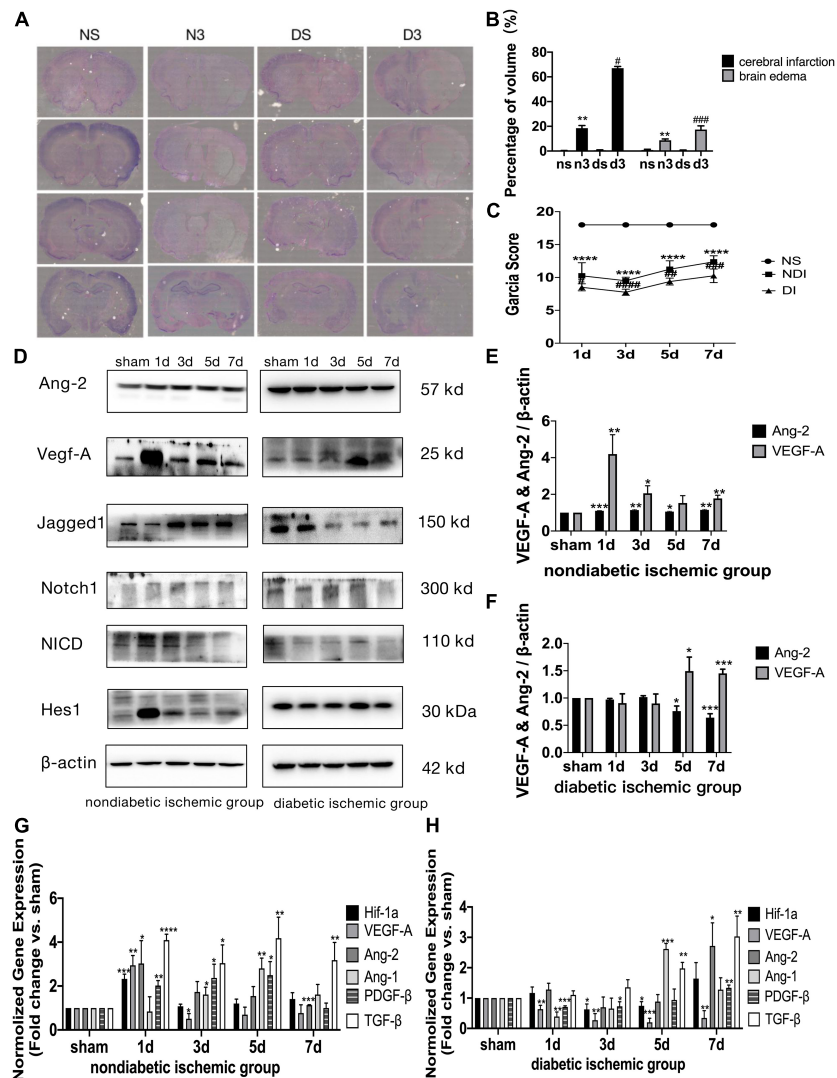 A
NS N3 DS D3
B
Percentage of volume (%)
80
60
40
20
0
** # ** ###
ns n3 ds d3 ns n3 ds d3
cerebral infarction
brain edema
C
Garcia Score
20
15
10
5
0
**** **** **** ****
# #### ## ###
1d 3d 5d 7d
NS
NDI
DI
D
sham 1d 3d 5d 7d sham 1d 3d 5d 7d
Ang-2 57 kd
Vegf-A 25 kd
Jagged1 150 kd
Notch1 300 kd
NICD 110 kd
Hes1 30 kDa
β-actin 42 kd
nondiabetic ischemic group diabetic ischemic group
E
VEGF-A & Ang-2 / β-actin
6
4
2
0
*** ** ** * * ** **
sham 1d 3d 5d 7d
nondiabetic ischemic group
Ang-2
VEGF-A
F
VEGF-A & Ang-2 / β-actin
2.0
1.5
1.0
0.5
0.0
* * *** ***
sham 1d 3d 5d 7d
diabetic ischemic group
Ang-2
VEGF-A
G
Normolized Gene Expression
(Fold change vs. sham)
6
4
2
0
*** ** * ** **** * * * * ** * ** *** **
sham 1d 3d 5d 7d
nondiabetic ischemic group
Hif-1a
VEGF-A
Ang-2
Ang-1
PDGF-β
TGF-β
H
Normolized Gene Expression
(Fold change vs. sham)
4
3
2
1
0
** ** *** * ** * * *** *** ** ** * ** **
sham 1d 3d 5d 7d
diabetic ischemic group
Hif-1a
VEGF-A
Ang-2
Ang-1
PDGF-β
TGF-β